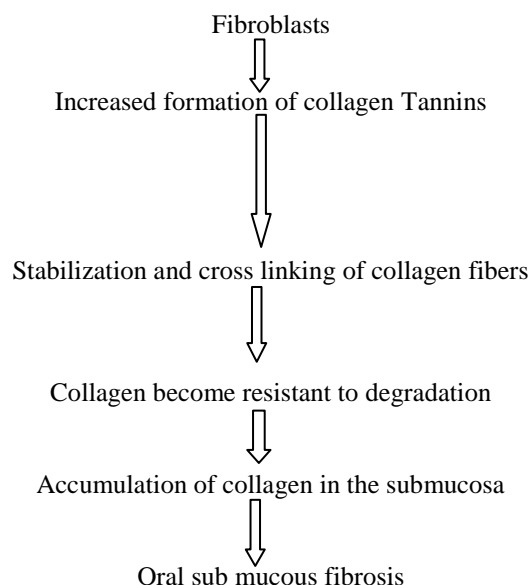 Fibroblasts
Increased formation of collagen Tannins
Stabilization and cross linking of collagen fibers
Collagen become resistant to degradation
Accumulation of collagen in the submucosa
Oral sub mucous fibrosis